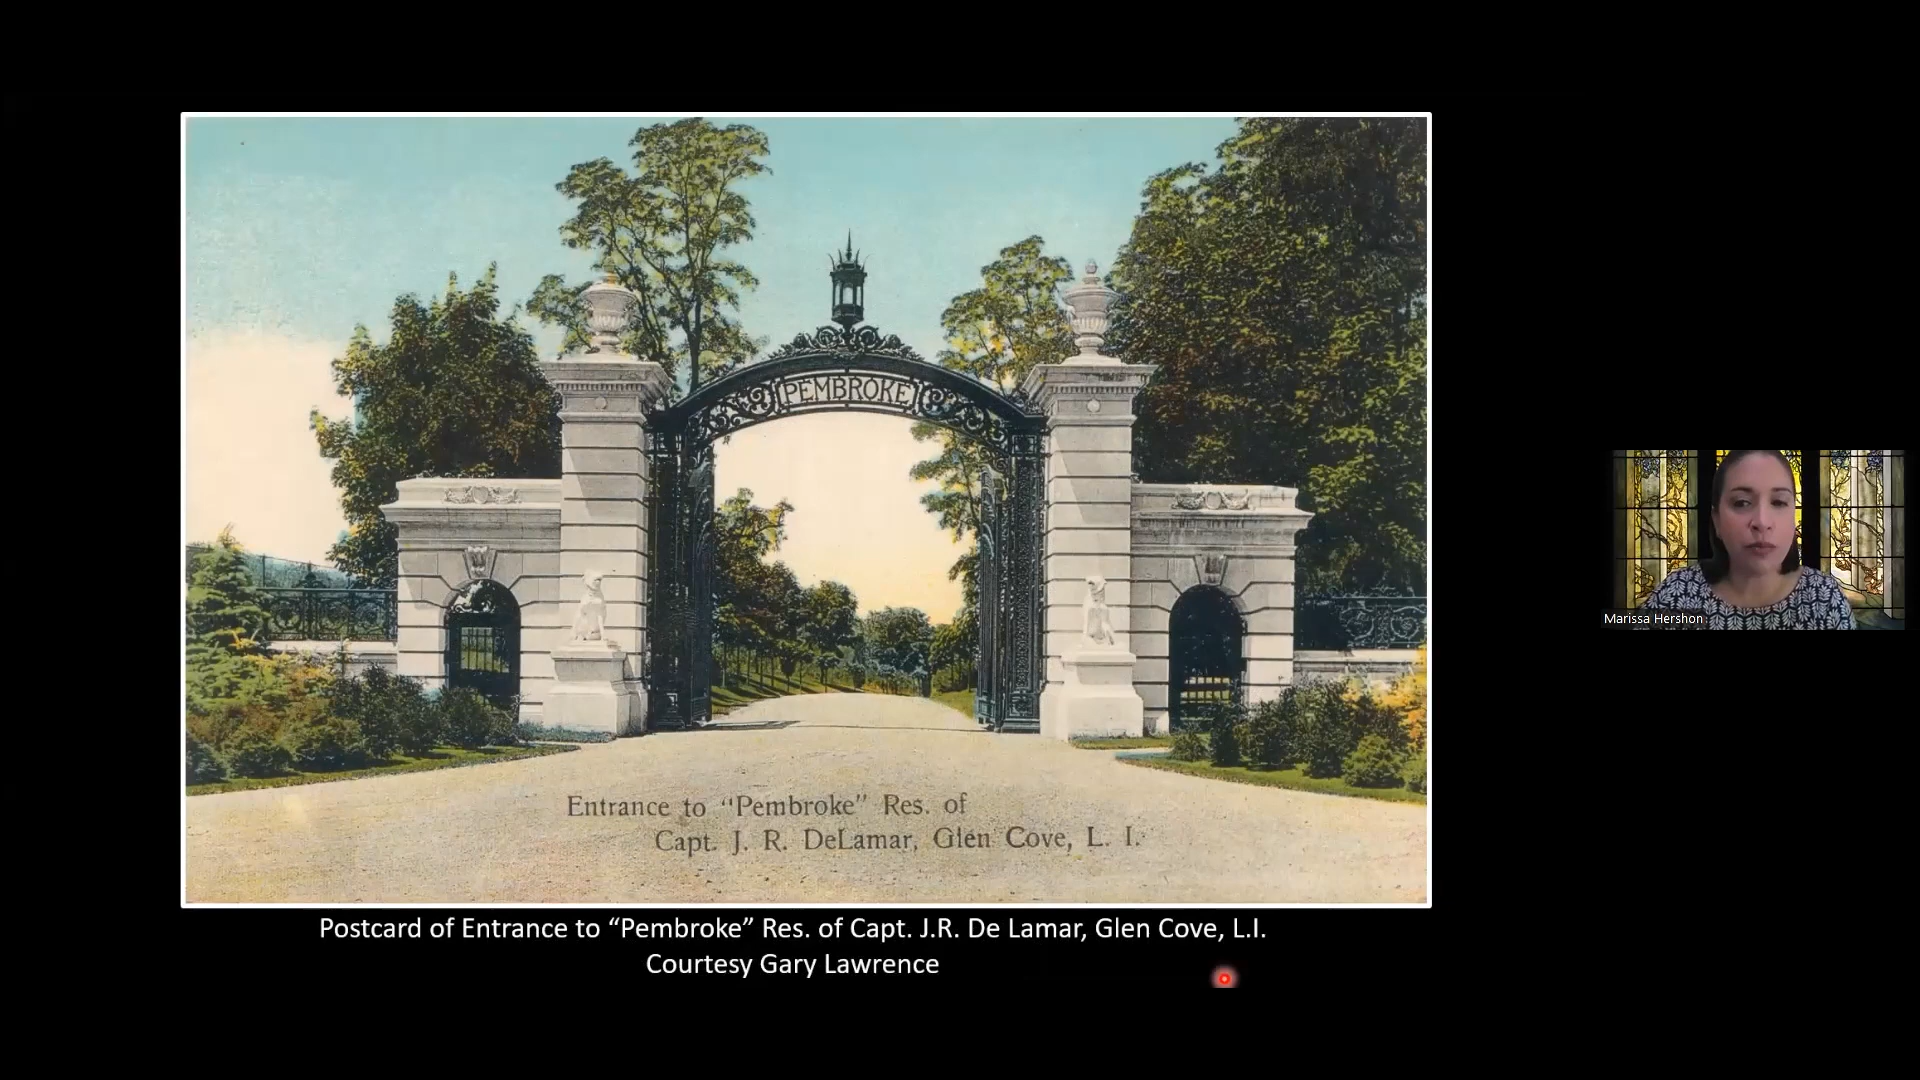 PEMBROKE
Entrance to “Pembroke” Res. of
Capt. J. R. DeLamar, Glen Cove, L. I.
Postcard of Entrance to “Pembroke” Res. of Capt. J.R. De Lamar, Glen Cove, L.I.
Courtesy Gary Lawrence
Marissa Hershon